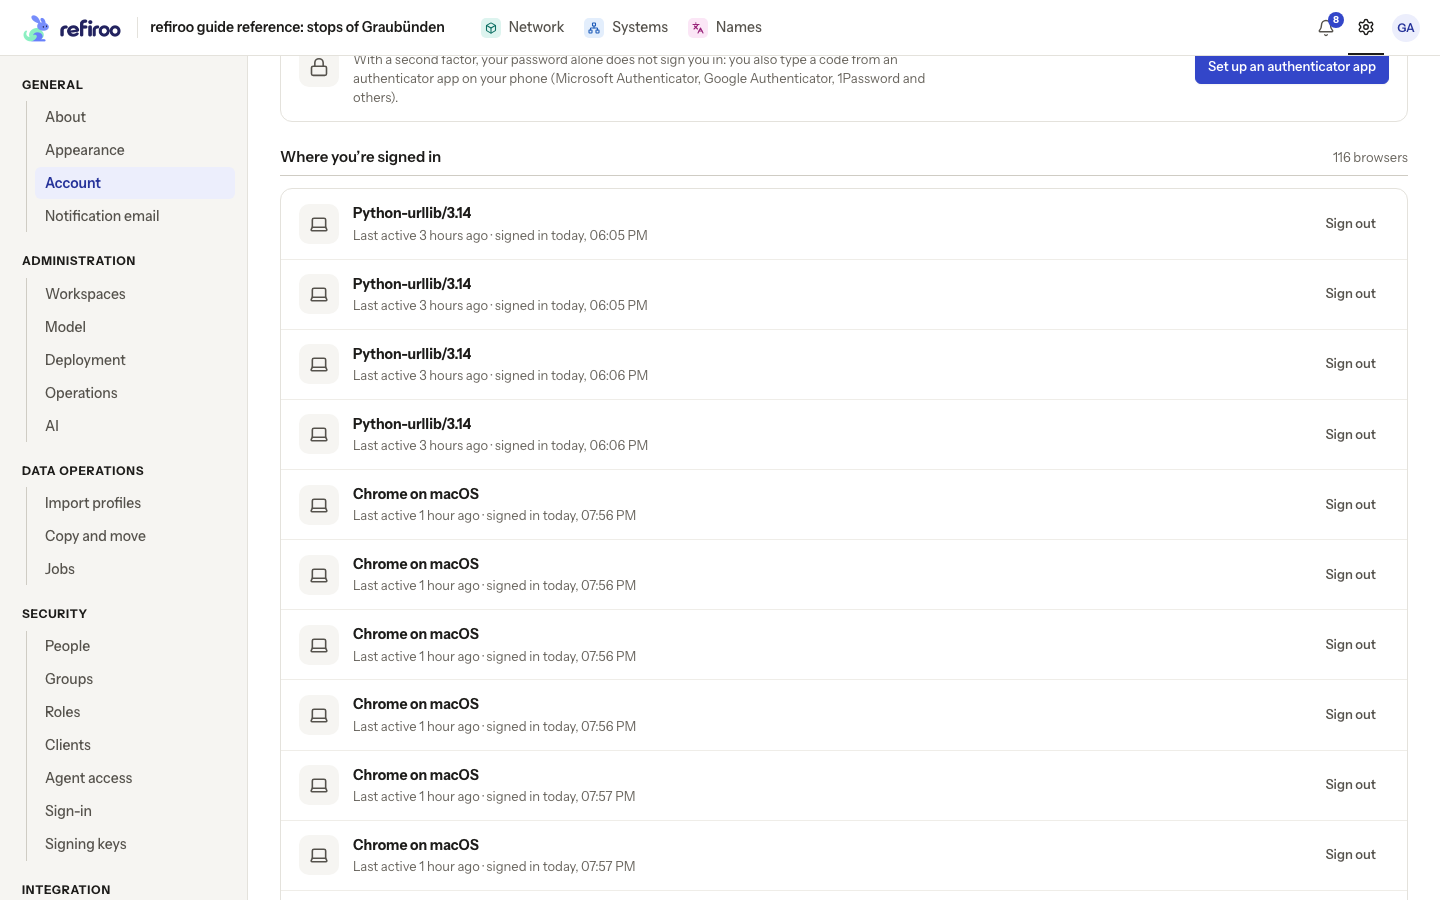 refiroo
refiroo guide reference: stops of Graubünden
Network
Systems
Names
8
GA
GENERAL
About
Appearance
Account
Notification email
ADMINISTRATION
Workspaces
Model
Deployment
Operations
AI
DATA OPERATIONS
Import profiles
Copy and move
Jobs
SECURITY
People
Groups
Roles
Clients
Agent access
Sign-in
Signing keys
INTEGRATION
With a second factor, your password alone does not sign you in: you also type a code from an
authenticator app on your phone (Microsoft Authenticator, Google Authenticator, 1Password and
others).
Set up an authenticator app
Where you’re signed in
116 browsers
Python-urllib/3.14
Last active 3 hours ago · signed in today, 06:05 PM
Sign out
Python-urllib/3.14
Last active 3 hours ago · signed in today, 06:05 PM
Sign out
Python-urllib/3.14
Last active 3 hours ago · signed in today, 06:06 PM
Sign out
Python-urllib/3.14
Last active 3 hours ago · signed in today, 06:06 PM
Sign out
Chrome on macOS
Last active 1 hour ago · signed in today, 07:56 PM
Sign out
Chrome on macOS
Last active 1 hour ago · signed in today, 07:56 PM
Sign out
Chrome on macOS
Last active 1 hour ago · signed in today, 07:56 PM
Sign out
Chrome on macOS
Last active 1 hour ago · signed in today, 07:56 PM
Sign out
Chrome on macOS
Last active 1 hour ago · signed in today, 07:57 PM
Sign out
Chrome on macOS
Last active 1 hour ago · signed in today, 07:57 PM
Sign out